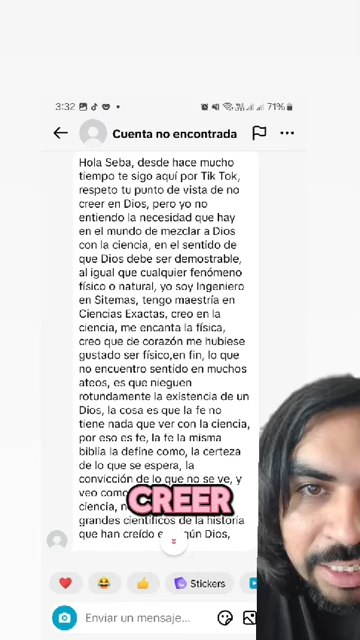 3:32
71%
Cuenta no encontrada
Hola Seba, desde hace mucho
tiempo te sigo aquí por Tik Tok,
respeto tu punto de vista de no
creer en Dios, pero yo no
entiendo la necesidad que hay
en el mundo de mezclar a Dios
con la ciencia, en el sentido de
que Dios debe ser demostrable,
al igual que cualquier fenómeno
físico o natural, yo soy Ingeniero
en Sitemas, tengo maestría en
Ciencias Exactas, creo en la
ciencia, me encanta la física,
creo que de corazón me hubiese
gustado ser físico,en fin, lo que
no encuentro sentido en muchos
ateos, es que nieguen
rotundamente la existencia de un
Dios, la cosa es que la fe no
tiene nada que ver con la ciencia,
por eso es fe, la fe la misma
biblia la define como, la certeza
de lo que se espera, la
convicción de lo que no se ve, y
veo como
CREER
ciencia,
grandes científicos de la historia
que han creído
Dios,
Stickers
Enviar un mensaje...